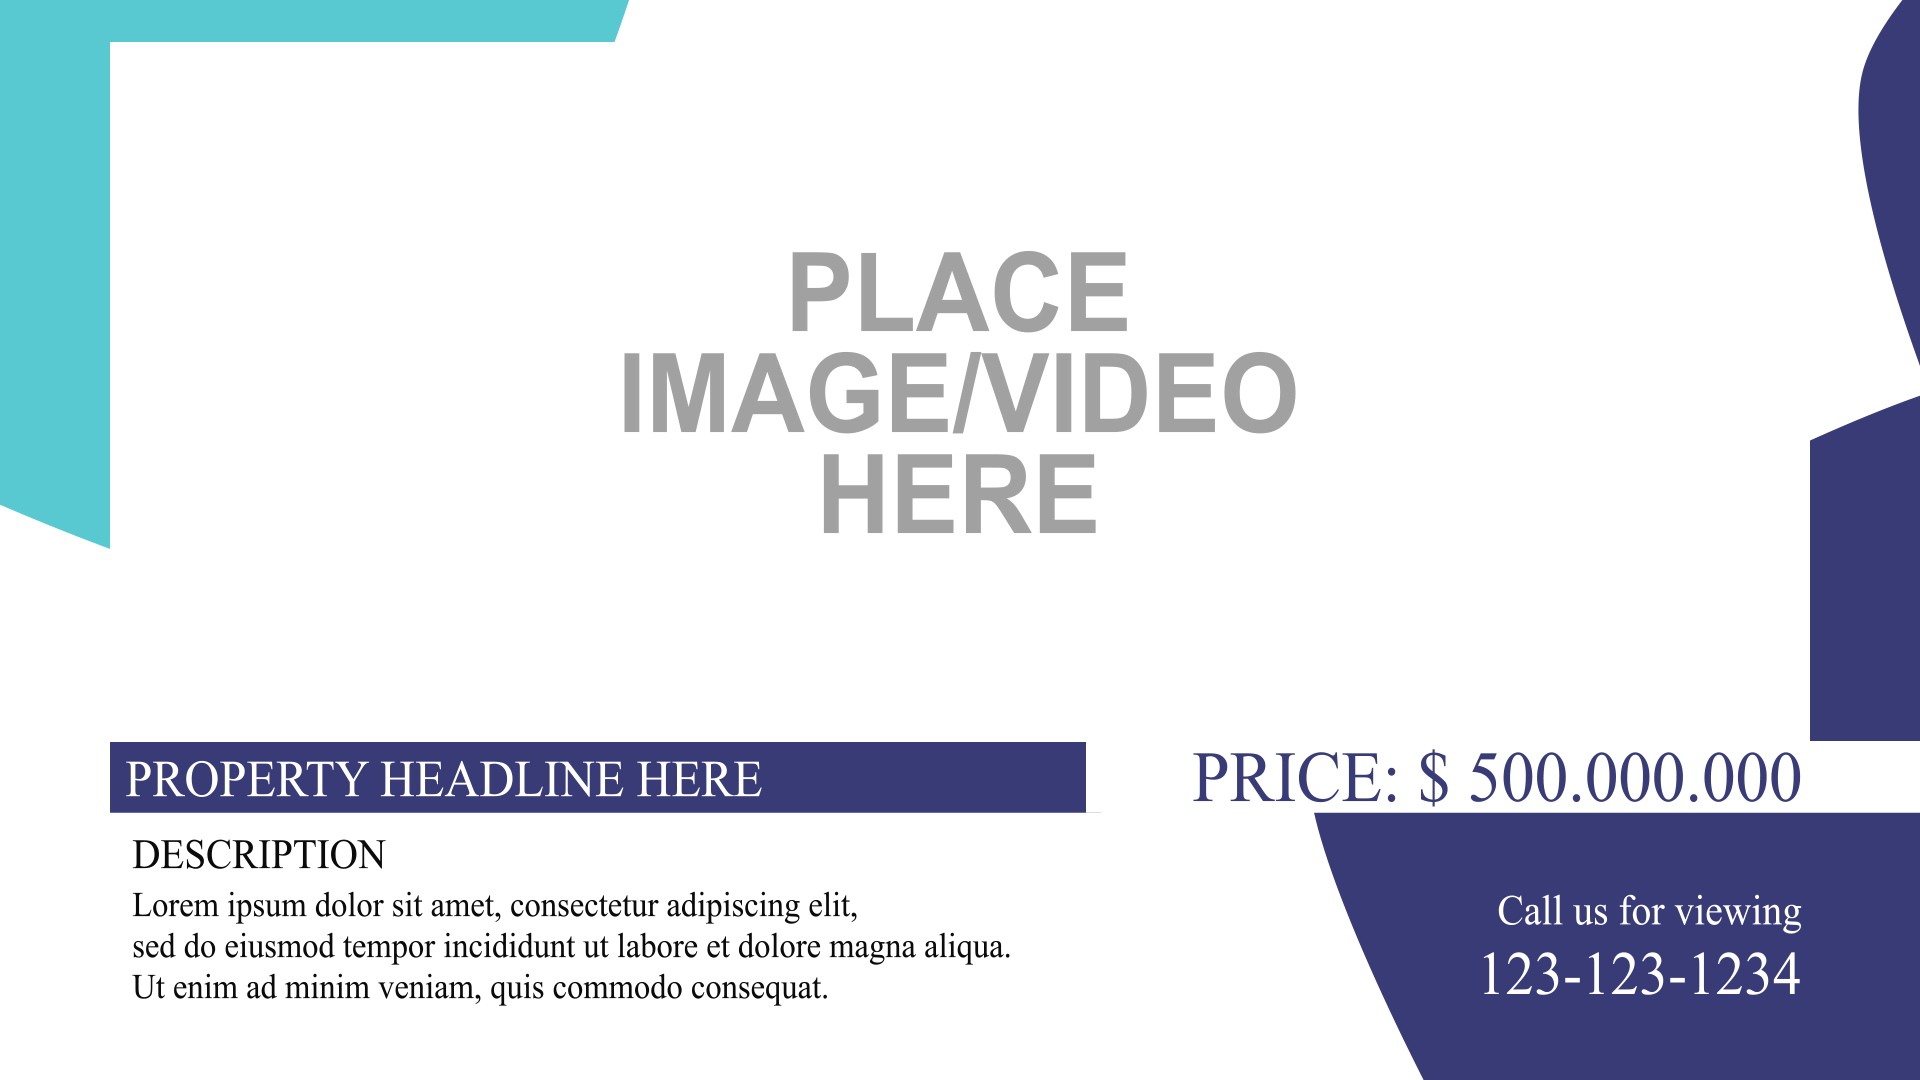 PLACE
IMAGE/VIDEO
HERE
PROPERTY HEADLINE HERE
PRICE: $ 500.000.000
DESCRIPTION
Lorem ipsum dolor sit amet, consectetur adipiscing elit,
sed do eiusmod tempor incididunt ut labore et dolore magna aliqua.
Ut enim ad minim veniam, quis commodo consequat.
Call us for viewing
123-123-1234